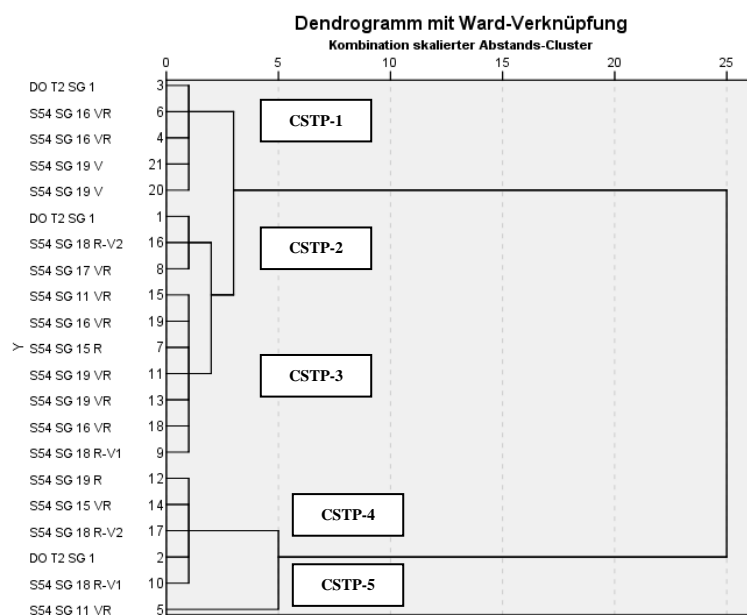 Dendrogramm mit Ward-Verknüpfung
Kombination skalierter Abstands-Cluster
0 5 10 15 20 25
DO T2 SG 1 3
S54 SG 16 VR 6
CSTP-1
S54 SG 16 VR 4
S54 SG 19 V 21
S54 SG 19 V 20
DO T2 SG 1 1
S54 SG 18 R-V2 16
CSTP-2
S54 SG 17 VR 8
S54 SG 11 VR 15
S54 SG 16 VR 19
Y
S54 SG 15 R 7
S54 SG 19 VR 11
CSTP-3
S54 SG 19 VR 13
S54 SG 16 VR 18
S54 SG 18 R-V1 9
S54 SG 19 R 12
S54 SG 15 VR 14
CSTP-4
S54 SG 18 R-V2 17
DO T2 SG 1 2
S54 SG 18 R-V1 10
CSTP-5
S54 SG 11 VR 5